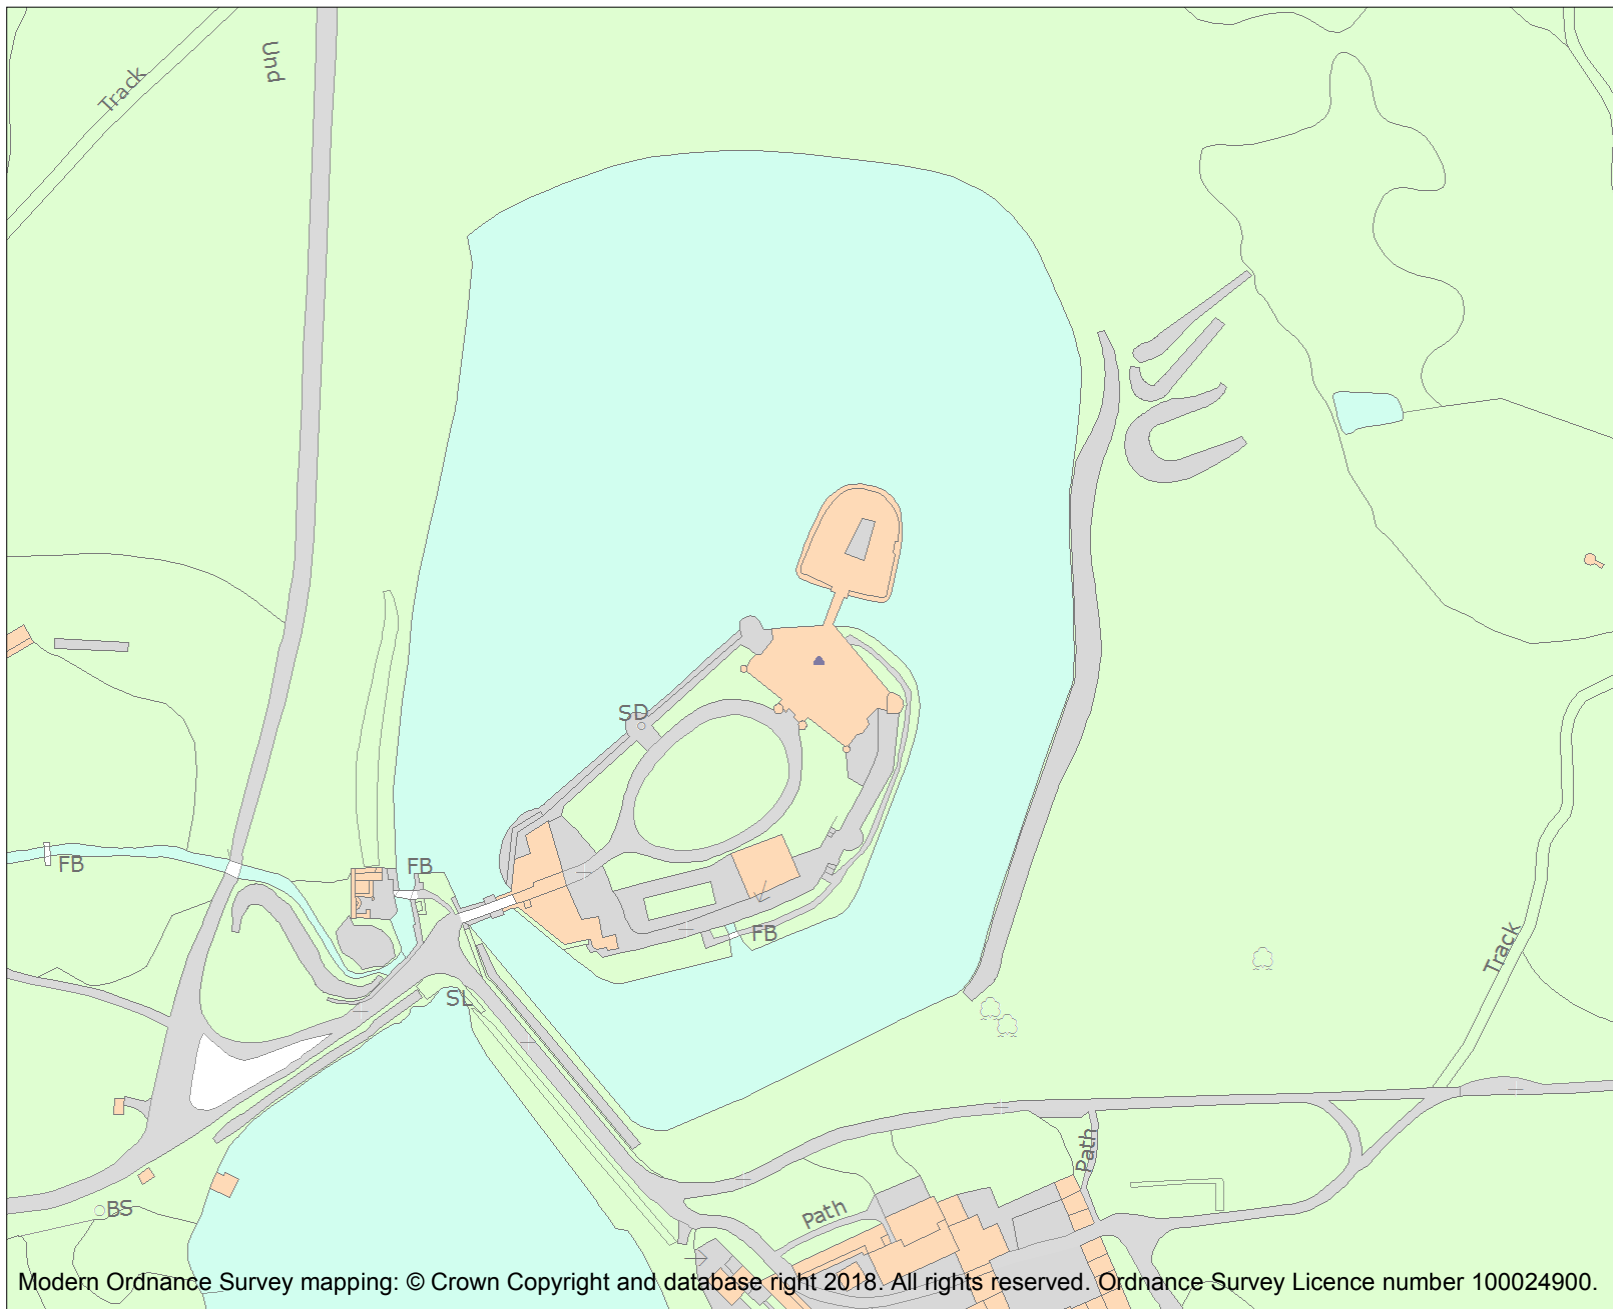 Und
Track
SD
FB
FB
FB
SL
Track
BS
Path
Path
Modern Ordnance Survey mapping: © Crown Copyright and database right 2018. All rights reserved. Ordnance Survey Licence number 100024900.